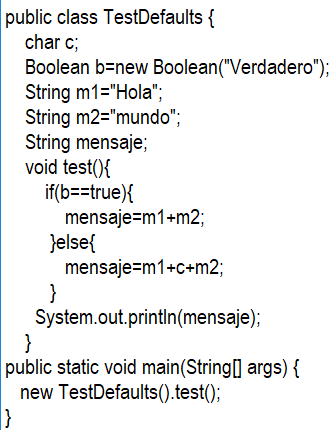 public class TestDefaults {
char c;
Boolean b=new Boolean("Verdadero");
String m1="Hola";
String m2="mundo";
String mensaje;
void test(){
if(b==true){
mensaje=m1+m2;
}else{
mensaje=m1+c+m2;
}
System.out.println(mensaje);
}
public static void main(String[] args) {
new TestDefaults().test();
}